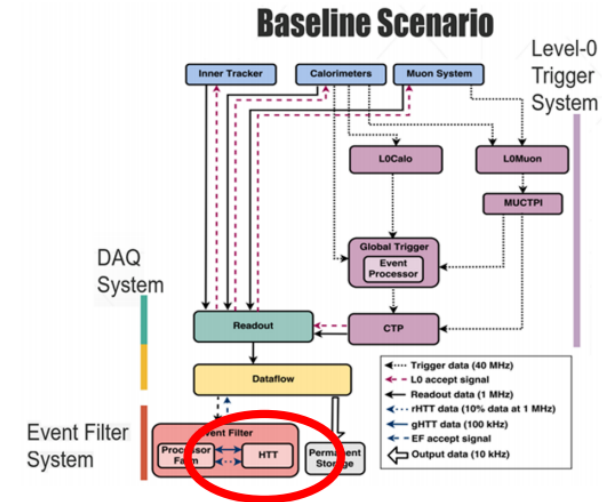 Baseline Scenario
Level-0
Trigger
System
Inner Tracker
Calorimeters
Muon System
L0Calo
L0Muon
MUCTPI
Global Trigger
Event
Processor
DAQ
System
Readout
CTP
Dataflow
Trigger data (40 MHz)
L0 accept signal
Readout data (1 MHz)
rHTT data (10% data at 1 MHz)
gHTT data (100 kHz)
EF accept signal
Output data (10 kHz)
Event Filter
System
Event Filter
Processor
Farm
HTT
Permanent
Storage